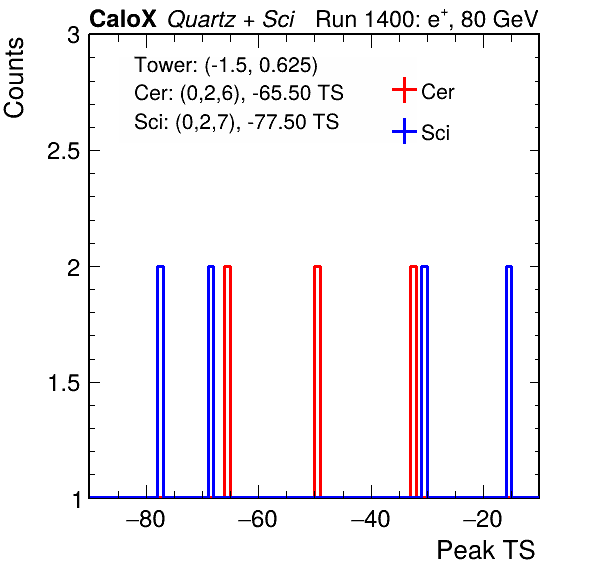 CaloX Quartz + Sci Run 1400: e⁺, 80 GeV
Counts
3
2.5
2
1.5
1
Tower: (-1.5, 0.625)
Cer: (0,2,6), -65.50 TS
Sci: (0,2,7), -77.50 TS
Cer
Sci
−80 −60 −40 −20
Peak TS